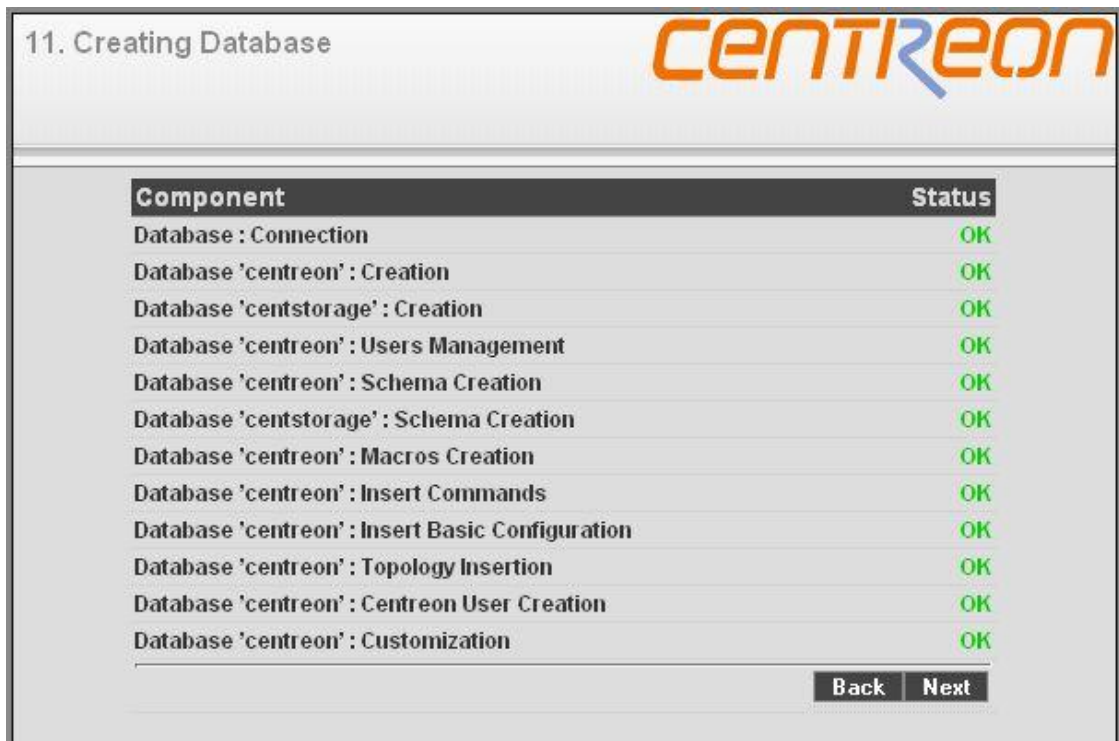 11. Creating Database
CENTREON
Component Status
Database : Connection OK
Database 'centreon' : Creation OK
Database 'centstorage' : Creation OK
Database 'centreon' : Users Management OK
Database 'centreon' : Schema Creation OK
Database 'centstorage' : Schema Creation OK
Database 'centreon' : Macros Creation OK
Database 'centreon' : Insert Commands OK
Database 'centreon' : Insert Basic Configuration OK
Database 'centreon' : Topology Insertion OK
Database 'centreon' : Centreon User Creation OK
Database 'centreon' : Customization OK
Back Next